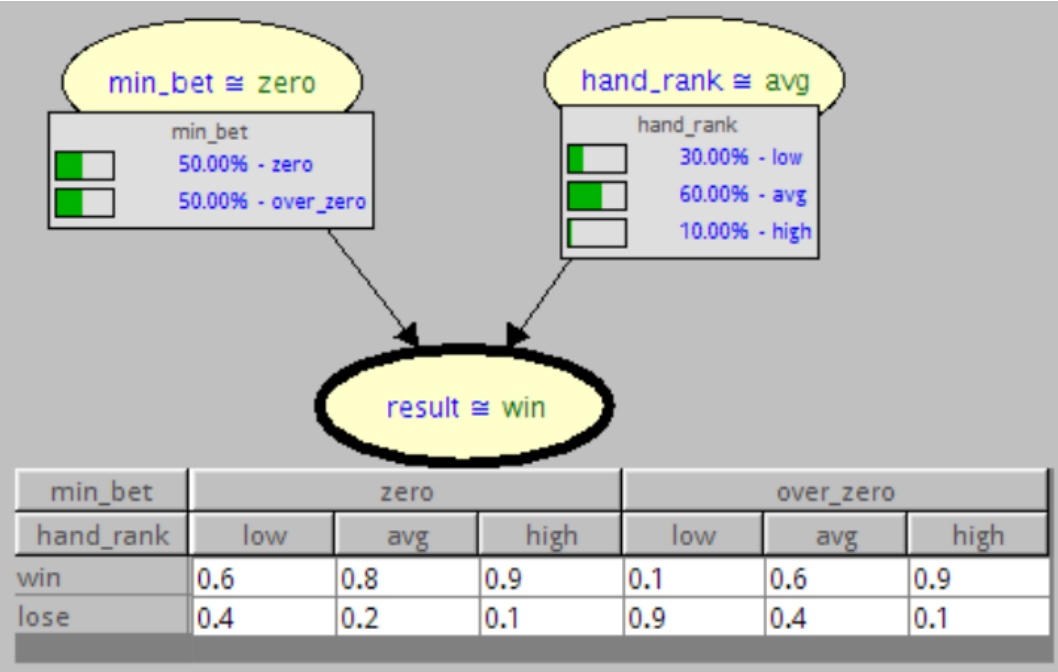 min_bet ≅ zero
hand_rank ≅ avg
min_bet
50.00% - zero
50.00% - over_zero
hand_rank
30.00% - low
60.00% - avg
10.00% - high
result ≅ win
min_bet zero over_zero
hand_rank low avg high low avg high
win 0.6 0.8 0.9 0.1 0.6 0.9
lose 0.4 0.2 0.1 0.9 0.4 0.1